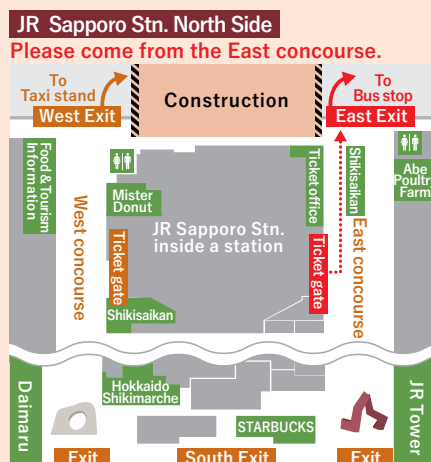 JR Sapporo Stn. North Side
Please come from the East concourse.
To
Taxi stand
West Exit
Construction
To
Bus stop
East Exit
Food & Tourism
Information
West concourse
Mister
Donut
Ticket gate
Shikisaikan
JR Sapporo Stn.
inside a station
Ticket office
Ticket gate
Shikisaikan
East concourse
Abe
Poultry
Farm
Daimaru
Hokkaido
Shikimarche
STARBUCKS
JR Tower
Exit
South Exit
Exit